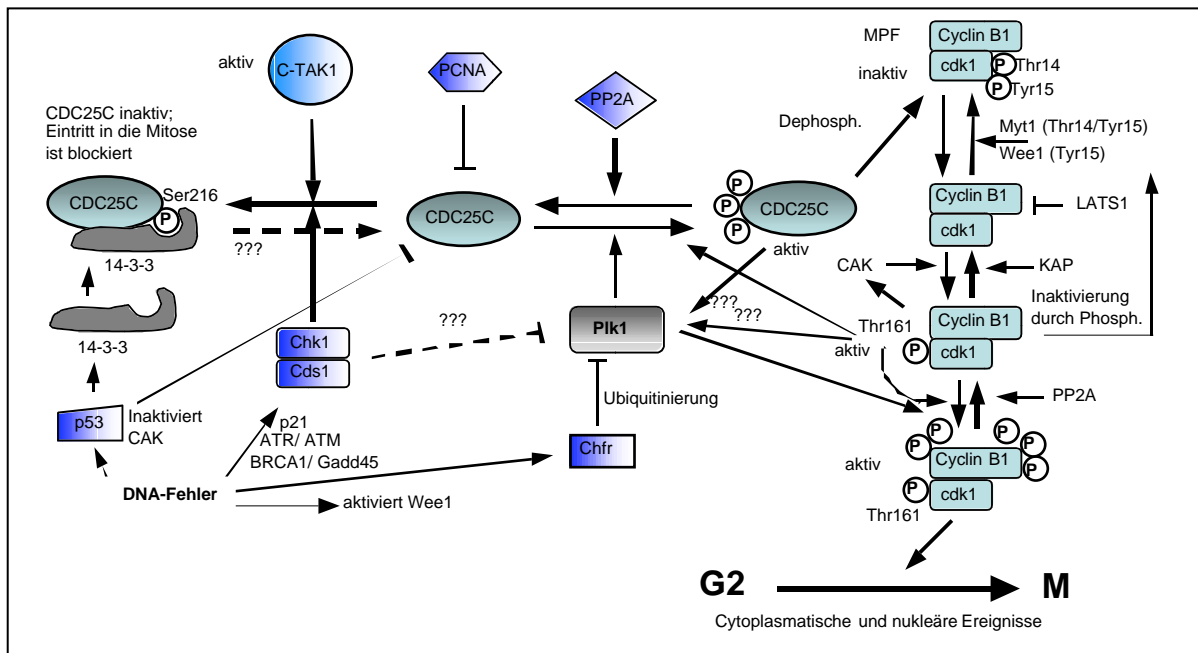 aktiv
C-TAK1
PCNA
PP2A
MPF
inaktiv
Cyclin B1
cdk1
P
Thr14
P
Tyr15
CDC25C inaktiv;
Eintritt in die Mitose
ist blockiert
Dephosph.
Myt1 (Thr14/Tyr15)
Wee1 (Tyr15)
CDC25C
Ser216
P
14-3-3
???
CDC25C
P
P
P
CDC25C
aktiv
Cyclin B1
cdk1
LATS1
CAK
KAP
Inaktivierung
durch Phosph.
14-3-3
Chk1
Cds1
???
Plk1
???
???
Thr161
aktiv
P
Cyclin B1
cdk1
p53
Inaktiviert
CAK
p21
ATR/ ATM
BRCA1/ Gadd45
Ubiquitinierung
Chfr
PP2A
DNA-Fehler
aktiviert Wee1
aktiv
P
P
P
P
P
Cyclin B1
P
cdk1
Thr161
G2
M
Cytoplasmatische und nukleäre Ereignisse